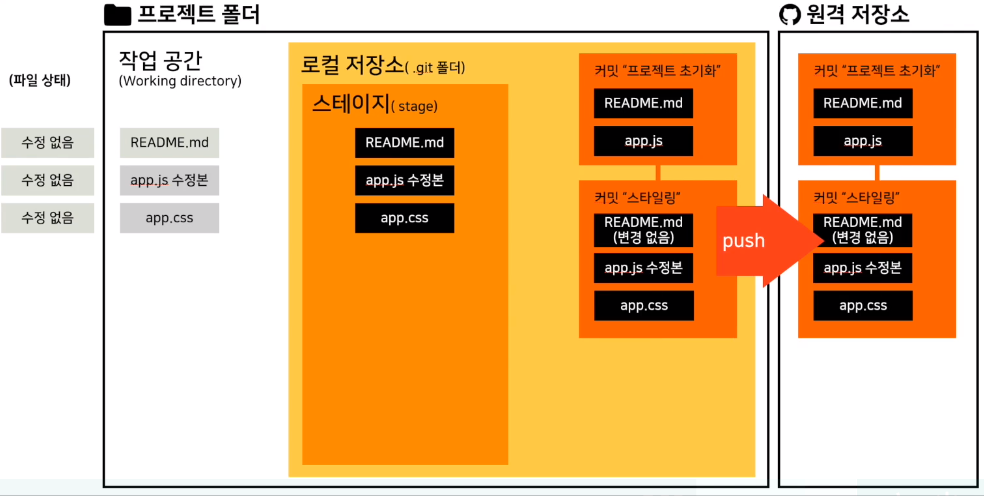 프로젝트 폴더
원격 저장소
(파일 상태)
수정 없음
수정 없음
수정 없음
작업 공간
(Working directory)
README.md
app.js 수정본
app.css
로컬 저장소( .git 폴더)
스테이지( stage)
README.md
app.js 수정본
app.css
커밋 “프로젝트 초기화”
README.md
app.js
커밋 “스타일링”
README.md
(변경 없음)
app.js 수정본
app.css
push
커밋 “프로젝트 초기화”
README.md
app.js
커밋 “스타일링”
README.md
(변경 없음)
app.js 수정본
app.css